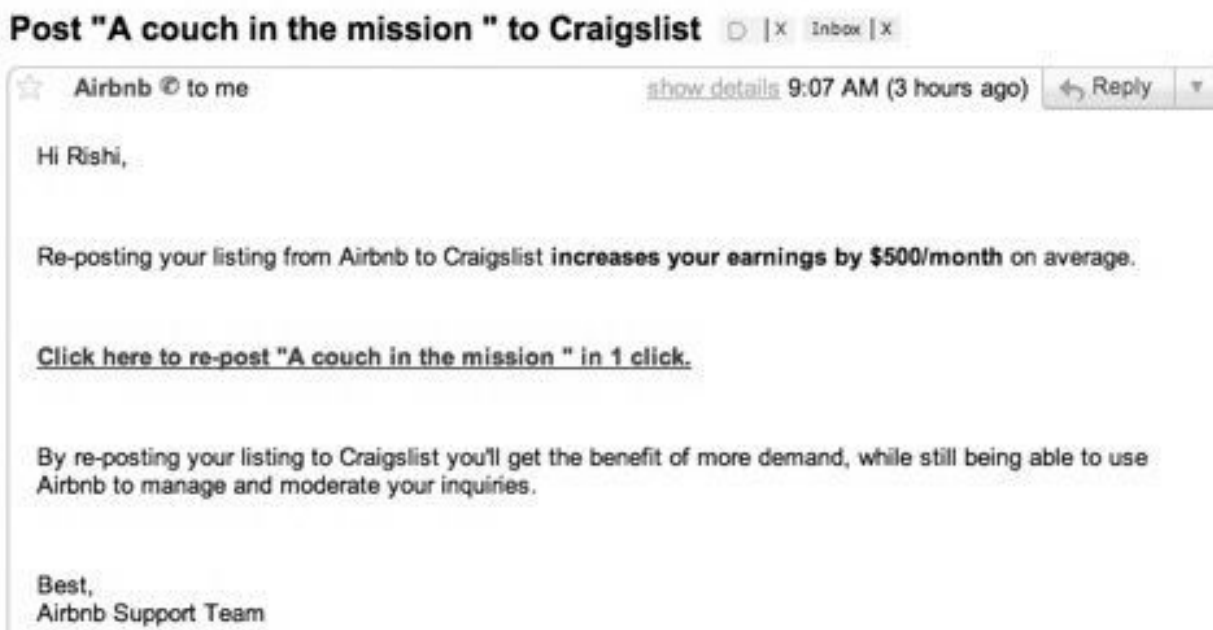 Post "A couch in the mission " to Craigslist | X Inbox | X
Airbnb to me show details 9:07 AM (3 hours ago) Reply
Hi Rishi,
Re-posting your listing from Airbnb to Craigslist increases your earnings by $500/month on average.
Click here to re-post "A couch in the mission " in 1 click.
By re-posting your listing to Craigslist you'll get the benefit of more demand, while still being able to use
Airbnb to manage and moderate your inquiries.
Best,
Airbnb Support Team